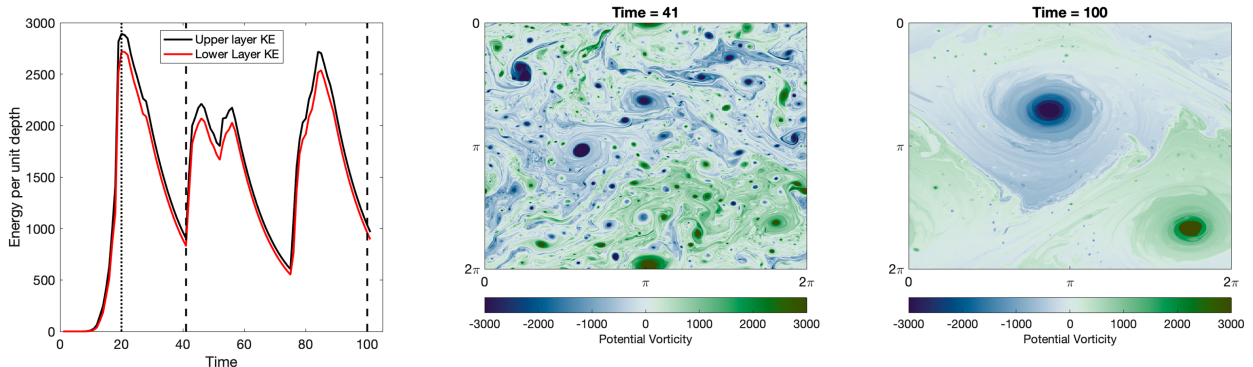 3000
2500
2000
1500
1000
500
0
Energy per unit depth
0 20 40 60 80 100
Time
Upper layer KE
Lower Layer KE
Time = 41
0
π
2π
0 π 2π
-3000 -2000 -1000 0 1000 2000 3000
Potential Vorticity
Time = 100
0
π
2π
0 π 2π
-3000 -2000 -1000 0 1000 2000 3000
Potential Vorticity